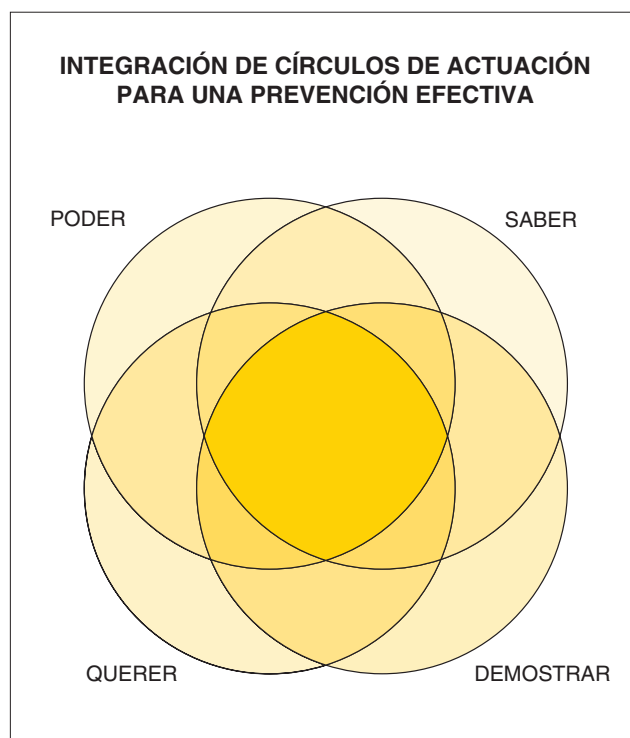 INTEGRACIÓN DE CÍRCULOS DE ACTUACIÓN
PARA UNA PREVENCIÓN EFECTIVA
PODER
SABER
QUERER
DEMOSTRAR